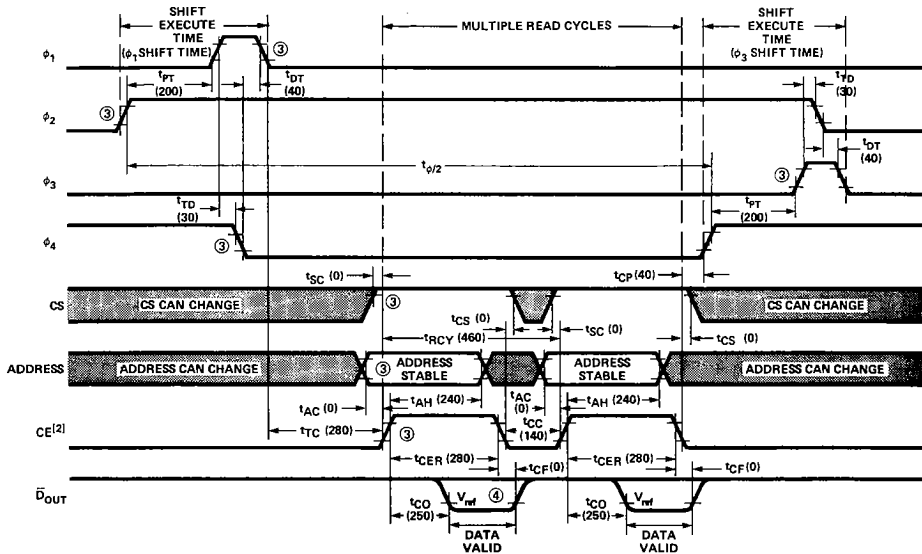 SHIFT
EXECUTE
TIME
(ϕ1 SHIFT TIME)
MULTIPLE READ CYCLES
SHIFT
EXECUTE
TIME
(ϕ3 SHIFT TIME)
ϕ1
③
tPT
(200)
tDT
(40)
tTD
(30)
③
ϕ2
tϕ/2
tDT
(40)
③
ϕ3
tTD
(30)
tPT
(200)
③
ϕ4
tSC (0)
tCP (40)
CS
CS CAN CHANGE
③
CS CAN CHANGE
tCS (0)
tSC (0)
tCS (0)
tRCY (460)
ADDRESS
ADDRESS CAN CHANGE
③
ADDRESS
STABLE
ADDRESS
STABLE
ADDRESS CAN CHANGE
tAC (0)
tAH (240)
tAC
(0)
tAH (240)
tTC (280)
tCC
(140)
CE[2]
③
tCER (280)
tCF(0)
tCER (280)
tCF(0)
D̅OUT
tCO
(250)
Vref
④
tCO
(250)
Vref
DATA
VALID
DATA
VALID